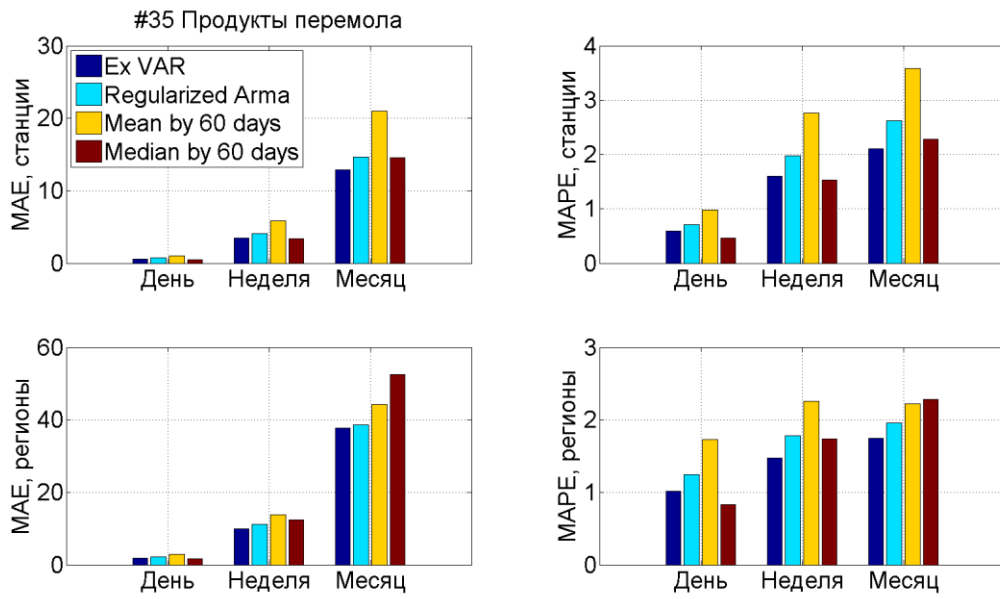 #35 Продукты перемола
MAE, станции
30
20
10
0
Ex VAR
Regularized Arma
Mean by 60 days
Median by 60 days
День Неделя Месяц
MAPE, станции
4
3
2
1
0
День Неделя Месяц
MAE, регионы
60
40
20
0
День Неделя Месяц
MAPE, регионы
3
2
1
0
День Неделя Месяц